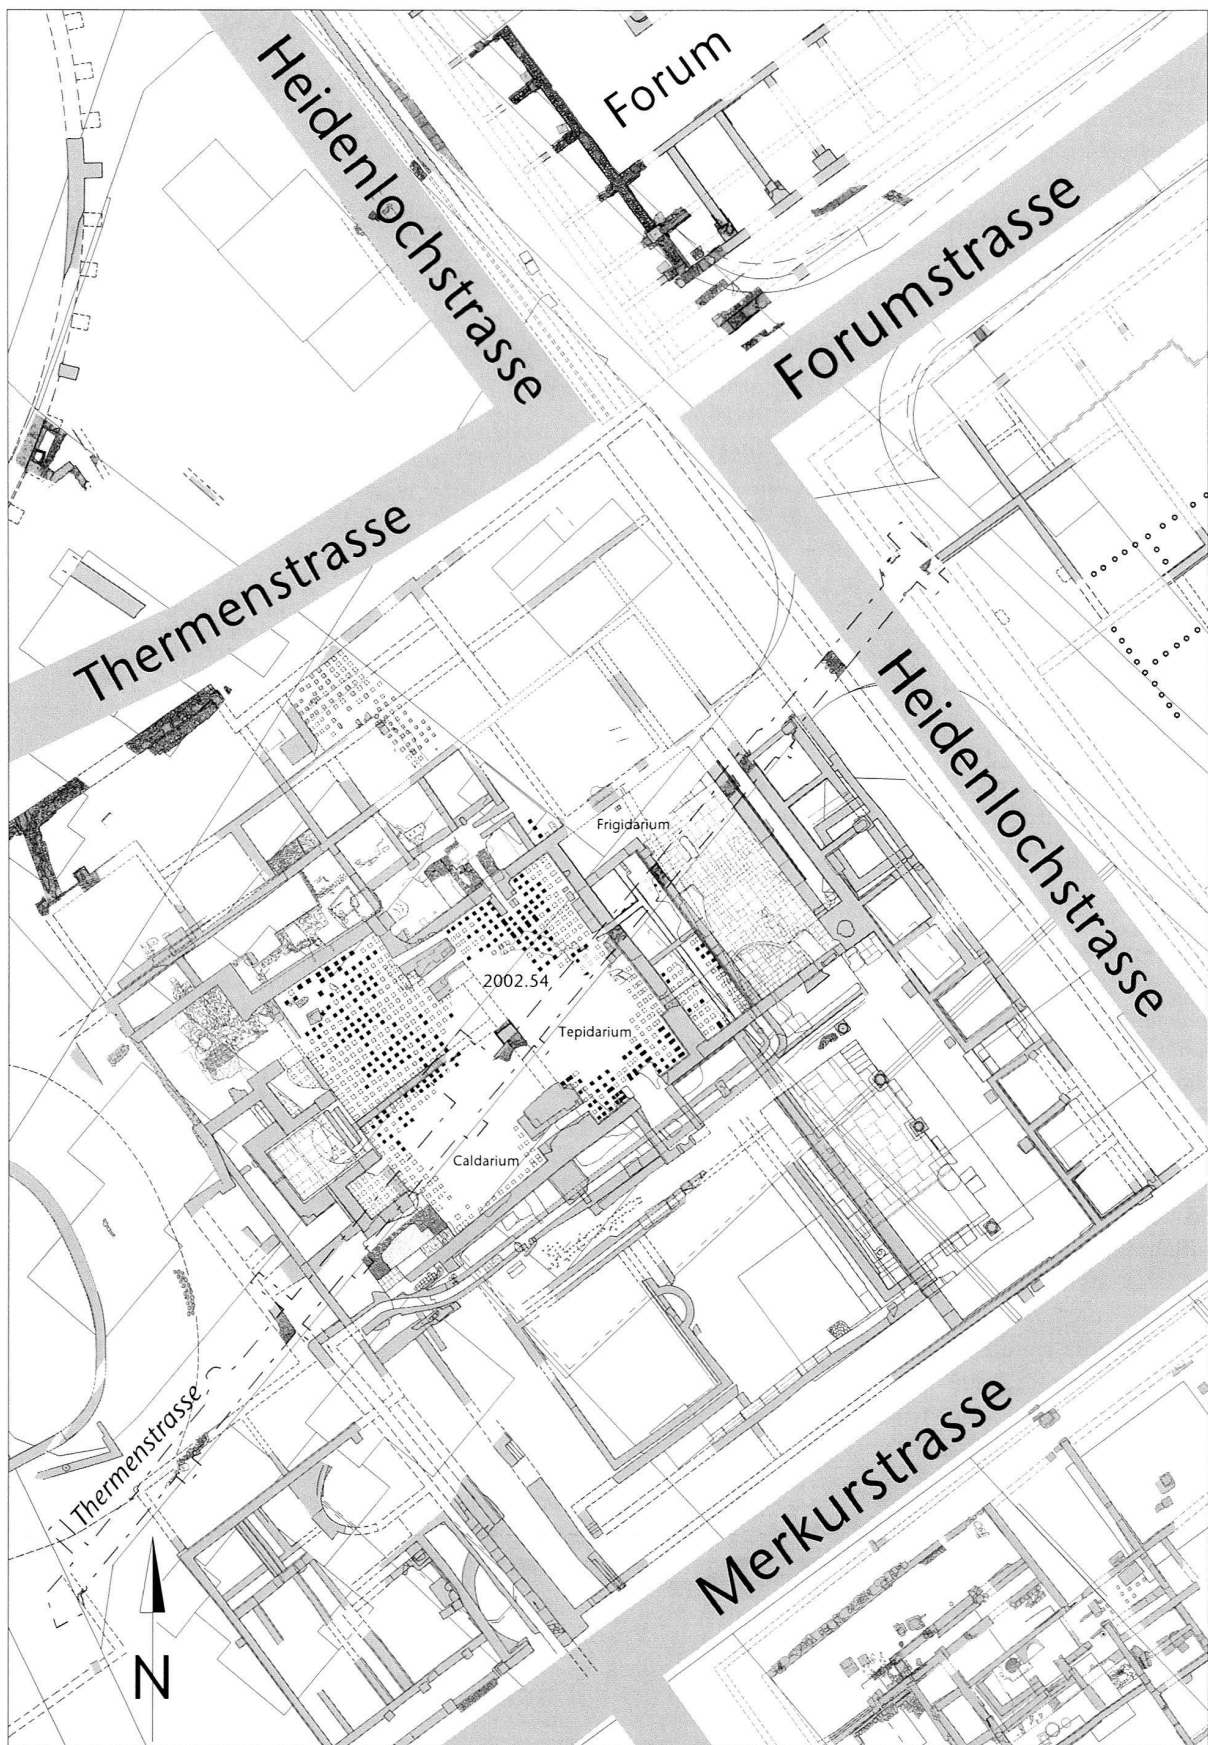 Heidenlochstrasse
Forum
Forumstrasse
Thermenstrasse
Heidenlochstrasse
Frigidarium
2002.54
Tepidarium
Caldarium
Thermenstrasse
Merkurstrasse
N